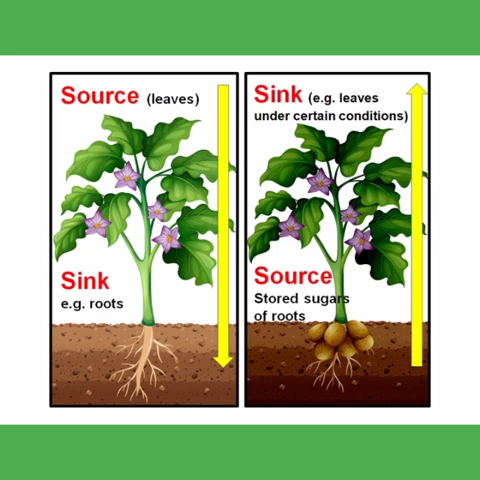 Source (leaves)
Sink
e.g. roots
Sink (e.g. leaves
under certain conditions)
Source
Stored sugars
of roots